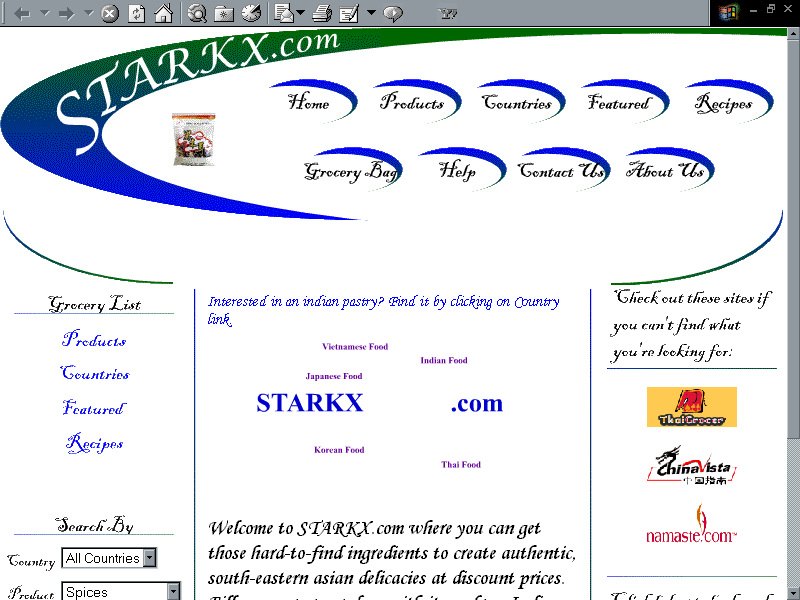 STARKX.com
Home
Products
Countries
Featured
Recipes
Grocery Bag
Help
Contact Us
About Us
Grocery List
Products
Countries
Featured
Recipes
Search By
Country
All Countries
Product
Spices
Interested in an indian pastry? Find it by clicking on Country
link.
Vietnamese Food
Indian Food
Japanese Food
STARKX .com
Korean Food
Thai Food
Welcome to STARKX.com where you can get
those hard-to-find ingredients to create authentic,
south-eastern asian delicacies at discount prices.
Check out these sites if
you can't find what
you're looking for:
ThaiGrocer
ChinaVista
中国指南
namaste.com